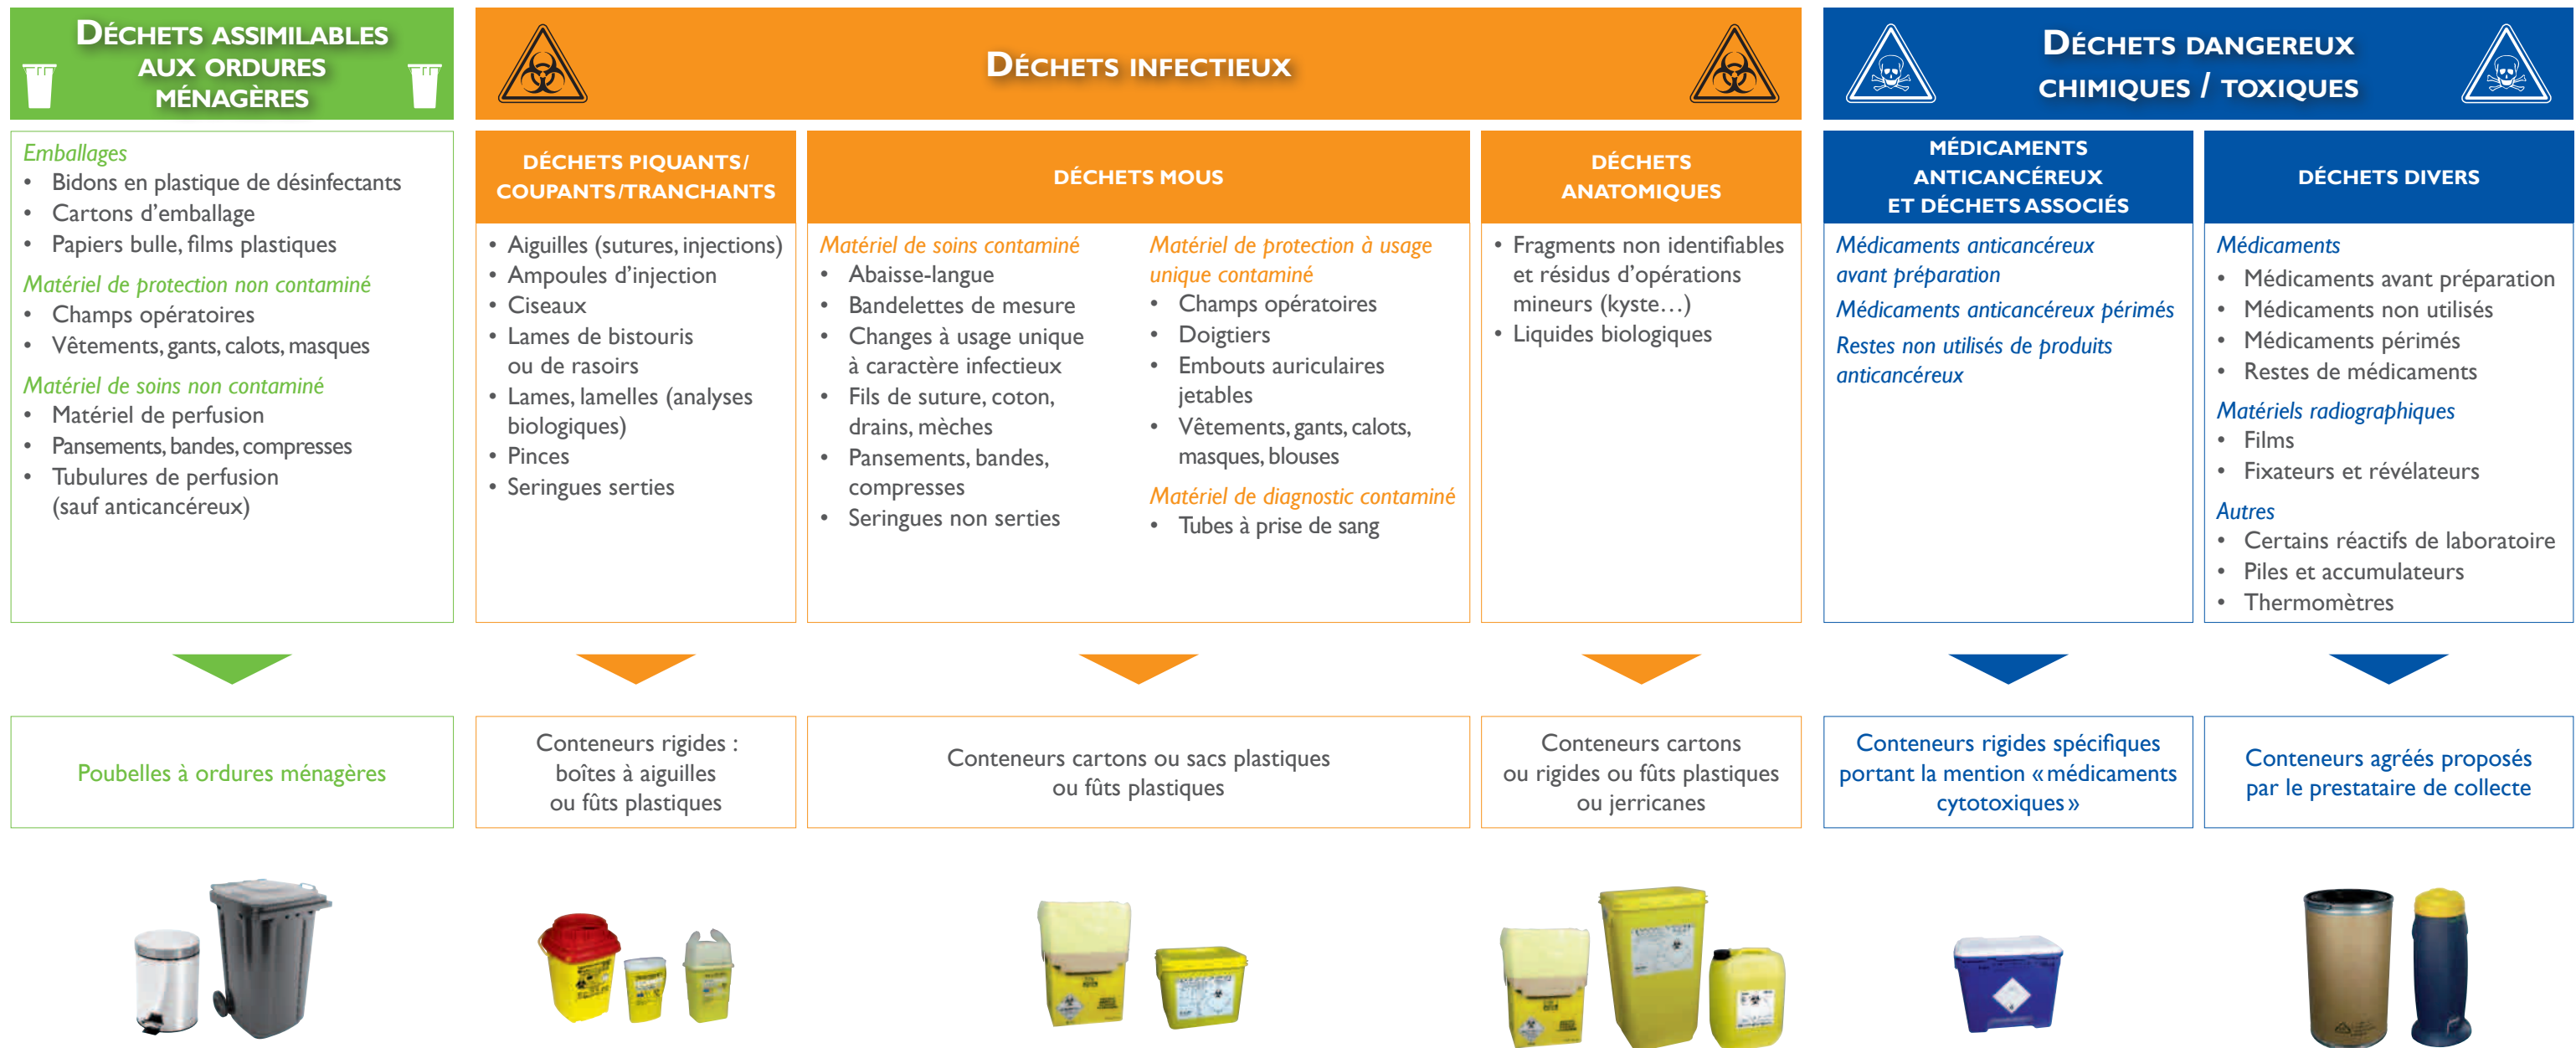 DÉCHETS ASSIMILABLES
AUX ORDURES
MÉNAGÈRES
Emballages
• Bidons en plastique de désinfectants
• Cartons d’emballage
• Papiers bulle, films plastiques
Matériel de protection non contaminé
• Champs opératoires
• Vêtements, gants, calots, masques
Matériel de soins non contaminé
• Matériel de perfusion
• Pansements, bandes, compresses
• Tubulures de perfusion
(sauf anticancéreux)
Poubelles à ordures ménagères
DÉCHETS INFECTIEUX
DÉCHETS PIQUANTS/
COUPANTS/TRANCHANTS
• Aiguilles (sutures, injections)
• Ampoules d’injection
• Ciseaux
• Lames de bistouris
ou de rasoirs
• Lames, lamelles (analyses
biologiques)
• Pinces
• Seringues serties
Conteneurs rigides :
boîtes à aiguilles
ou fûts plastiques
DÉCHETS MOUS
Matériel de soins contaminé
• Abaisse-langue
• Bandelettes de mesure
• Changes à usage unique
à caractère infectieux
• Fils de suture, coton,
drains, mèches
• Pansements, bandes,
compresses
• Seringues non serties
Matériel de protection à usage
unique contaminé
• Champs opératoires
• Doigtiers
• Embouts auriculaires
jetables
• Vêtements, gants, calots,
masques, blouses
Matériel de diagnostic contaminé
• Tubes à prise de sang
Conteneurs cartons ou sacs plastiques
ou fûts plastiques
DÉCHETS
ANATOMIQUES
• Fragments non identifiables
et résidus d’opérations
mineurs (kyste…)
• Liquides biologiques
Conteneurs cartons
ou rigides ou fûts plastiques
ou jerricanes
DÉCHETS DANGEREUX
CHIMIQUES / TOXIQUES
MÉDICAMENTS
ANTICANCÉREUX
ET DÉCHETS ASSOCIÉS
Médicaments anticancéreux
avant préparation
Médicaments anticancéreux périmés
Restes non utilisés de produits
anticancéreux
Conteneurs rigides spécifiques
portant la mention «médicaments
cytotoxiques»
DÉCHETS DIVERS
Médicaments
• Médicaments avant préparation
• Médicaments non utilisés
• Médicaments périmés
• Restes de médicaments
Matériels radiographiques
• Films
• Fixateurs et révélateurs
Autres
• Certains réactifs de laboratoire
• Piles et accumulateurs
• Thermomètres
Conteneurs agréés proposés
par le prestataire de collecte